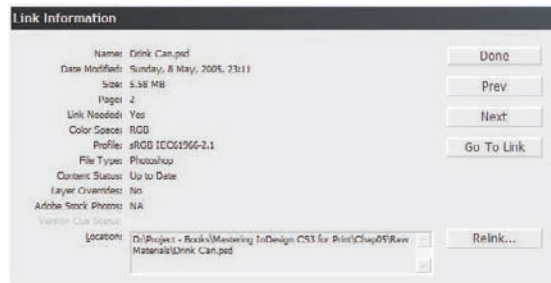 Link Information
Name: Drink Can.psd
Date Modified: Sunday, 8 May, 2005, 23:11
Size: 5.58 MB
Page: 2
Link Needed: Yes
Color Space: RGB
Profile: sRGB IEC61966-2.1
File Type: Photoshop
Content Status: Up to Date
Layer Overrides: No
Adobe Stock Photos: NA
Version Cue Status:
Location: D:\Project - Books\Mastering InDesign CS3 for Print\Chap05\Raw
Materials\Drink Can.psd
Done
Prev
Next
Go To Link
Relink...